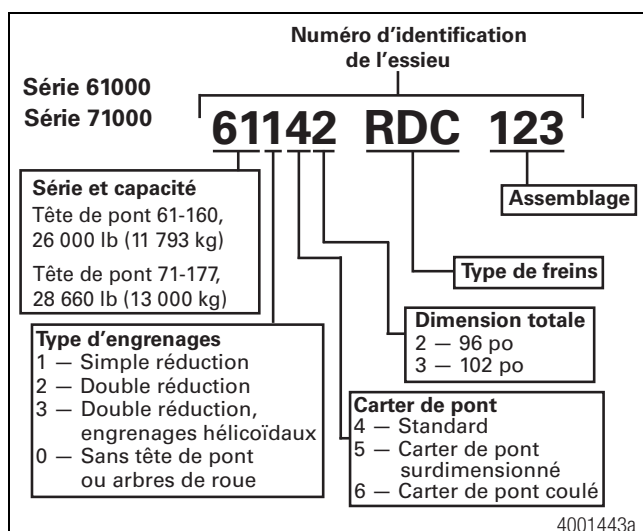 Numéro d'identification
de l'essieu
Série 61000
Série 71000
61142 RDC 123
Série et capacité
Tête de pont 61-160,
26 000 lb (11 793 kg)
Tête de pont 71-177,
28 660 lb (13 000 kg)
Assemblage
Type de freins
Dimension totale
2 — 96 po
3 — 102 po
Type d'engrenages
1 — Simple réduction
2 — Double réduction
3 — Double réduction,
engrenages hélicoïdaux
0 — Sans tête de pont
ou arbres de roue
Carter de pont
4 — Standard
5 — Carter de pont
surdimensionné
6 — Carter de pont coulé
4001443a